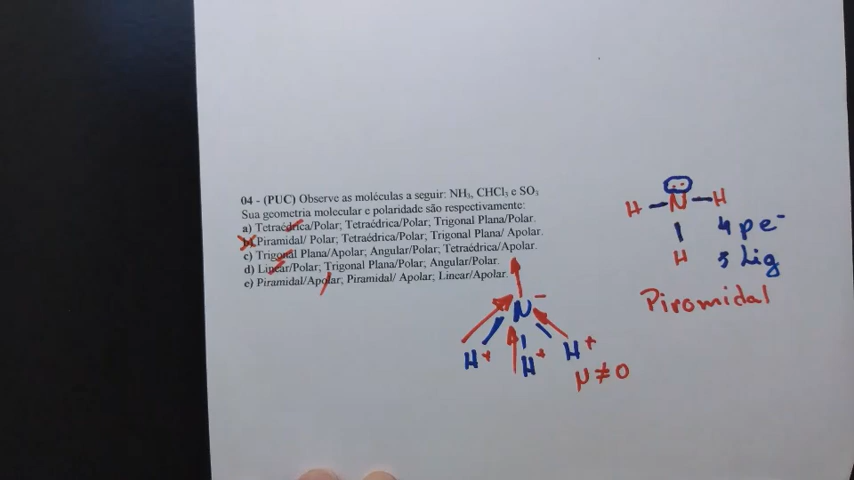 04 - (PUC) Observe as moléculas a seguir: NH3, CHCl3 e SO3
Sua geometria molecular e polaridade são respectivamente:
a) Tetraédrica/Polar; Tetraédrica/Polar; Trigonal Plana/Polar.
b) Piramidal/ Polar; Tetraédrica/Polar; Trigonal Plana/ Apolar.
c) Trigonal Plana/Apolar; Angular/Polar; Tetraédrica/Apolar.
d) Linear/Polar; Trigonal Plana/Polar; Angular/Polar.
e) Piramidal/Apolar; Piramidal/ Apolar; Linear/Apolar.
H - N - H
H
4 p e-
3 Lig
Piromidal
N -
H + H + H +
μ ≠ 0